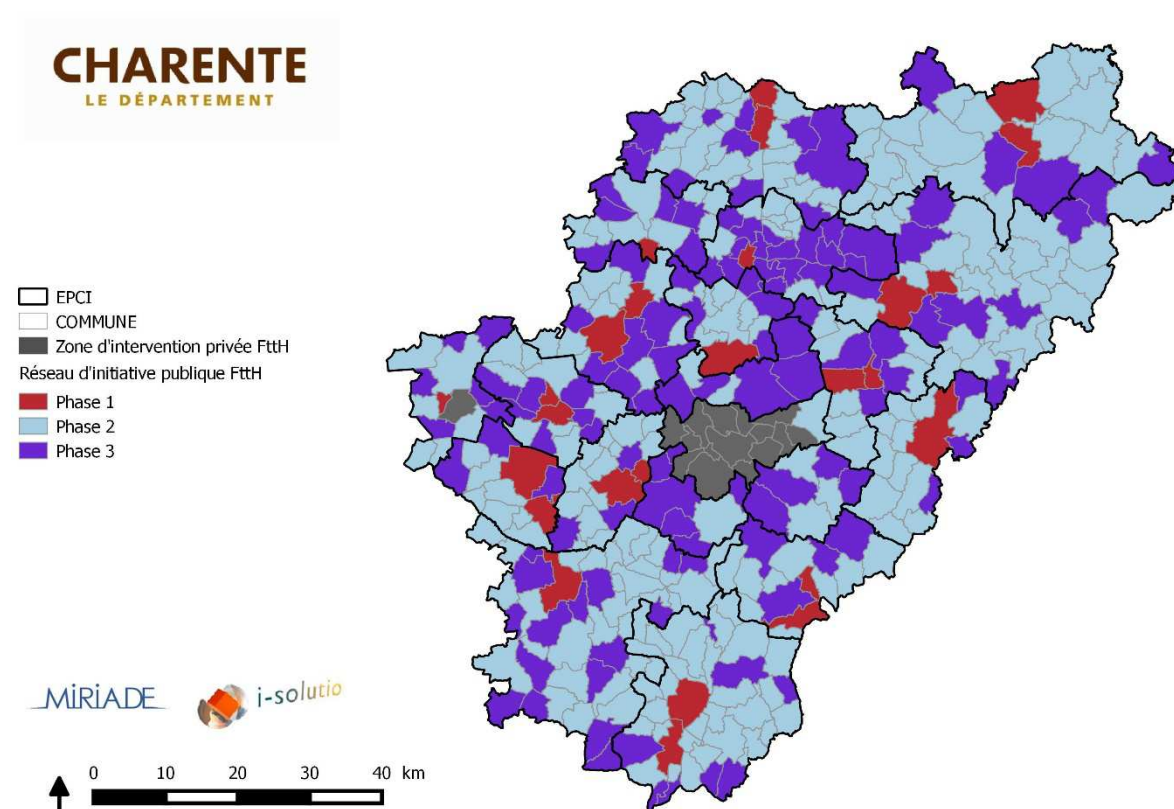 CHARENTE
LE DÉPARTEMENT
EPCI
COMMUNE
Zone d'intervention privée FttH
Réseau d'initiative publique FttH
Phase 1
Phase 2
Phase 3
MiRiADE
i-solutio
0 10 20 30 40 km